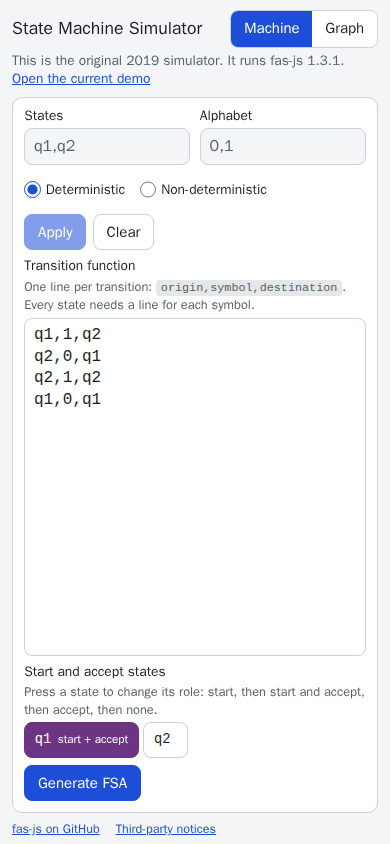 State Machine Simulator
Machine
Graph
This is the original 2019 simulator. It runs fas-js 1.3.1.
Open the current demo
States
Alphabet
q1,q2
0,1
Deterministic
Non-deterministic
Apply
Clear
Transition function
One line per transition: origin,symbol,destination.
Every state needs a line for each symbol.
q1,1,q2
q2,0,q1
q2,1,q2
q1,0,q1
Start and accept states
Press a state to change its role: start, then start and accept,
then accept, then none.
q1 start + accept
q2
Generate FSA
fas-js on GitHub
Third-party notices